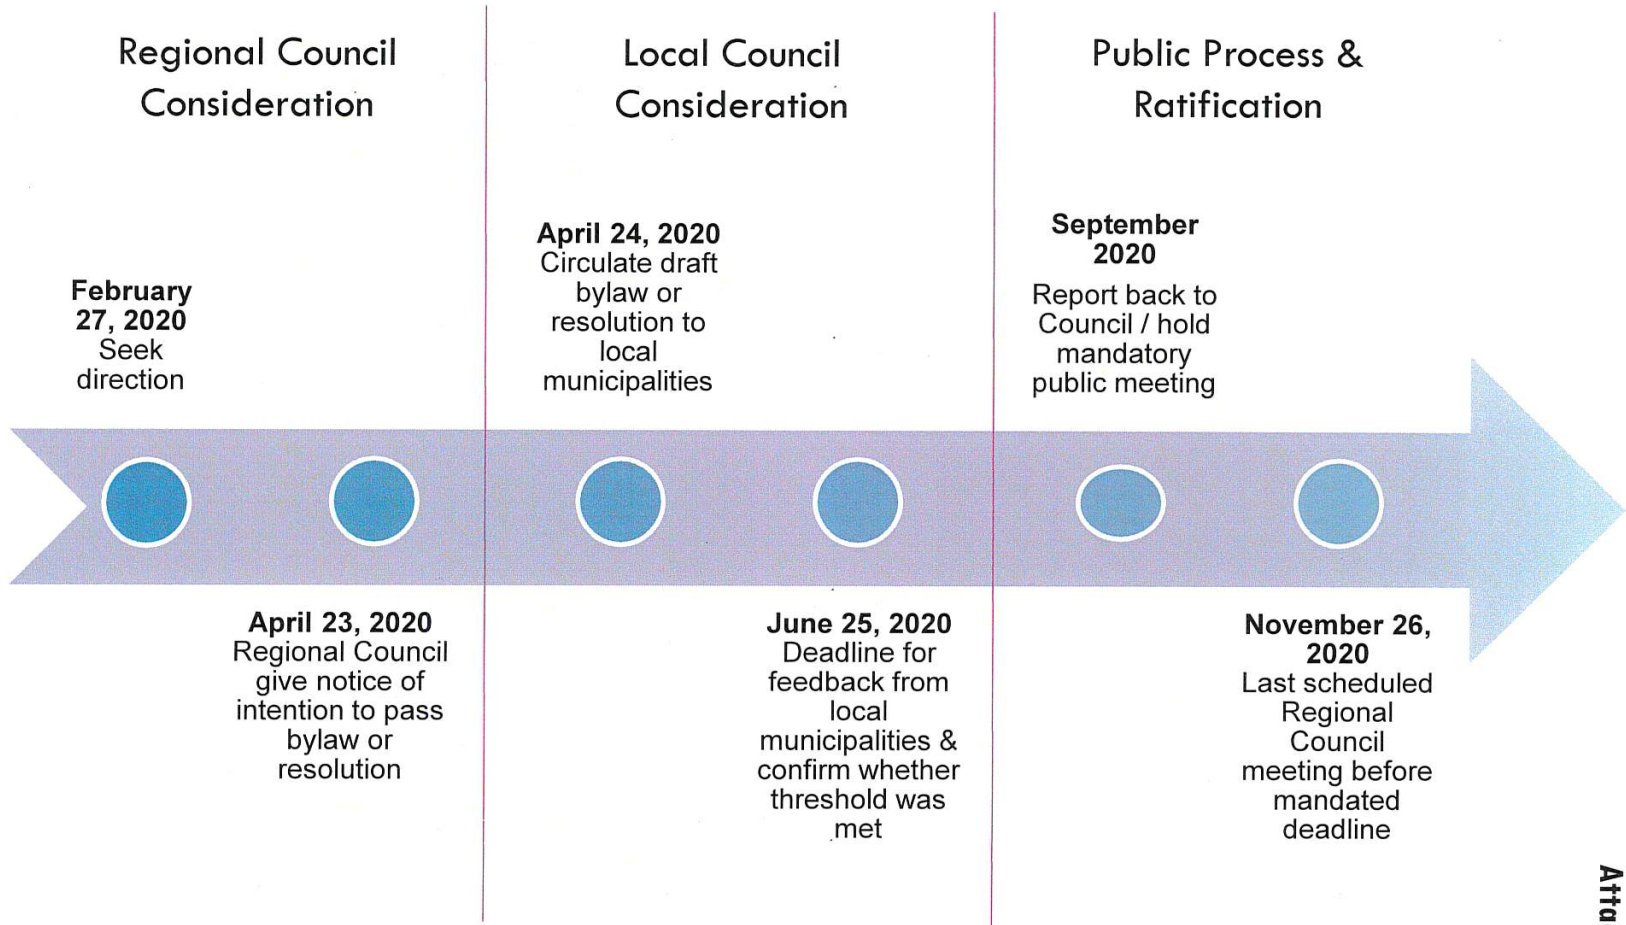 Regional Council
Consideration
Local Council
Consideration
Public Process &
Ratification
February
27, 2020
Seek
direction
April 23, 2020
Regional Council
give notice of
intention to pass
bylaw or
resolution
April 24, 2020
Circulate draft
bylaw or
resolution to
local
municipalities
June 25, 2020
Deadline for
feedback from
local
municipalities &
confirm whether
threshold was
met
September
2020
Report back to
Council / hold
mandatory
public meeting
November 26,
2020
Last scheduled
Regional
Council
meeting before
mandated
deadline
Atta